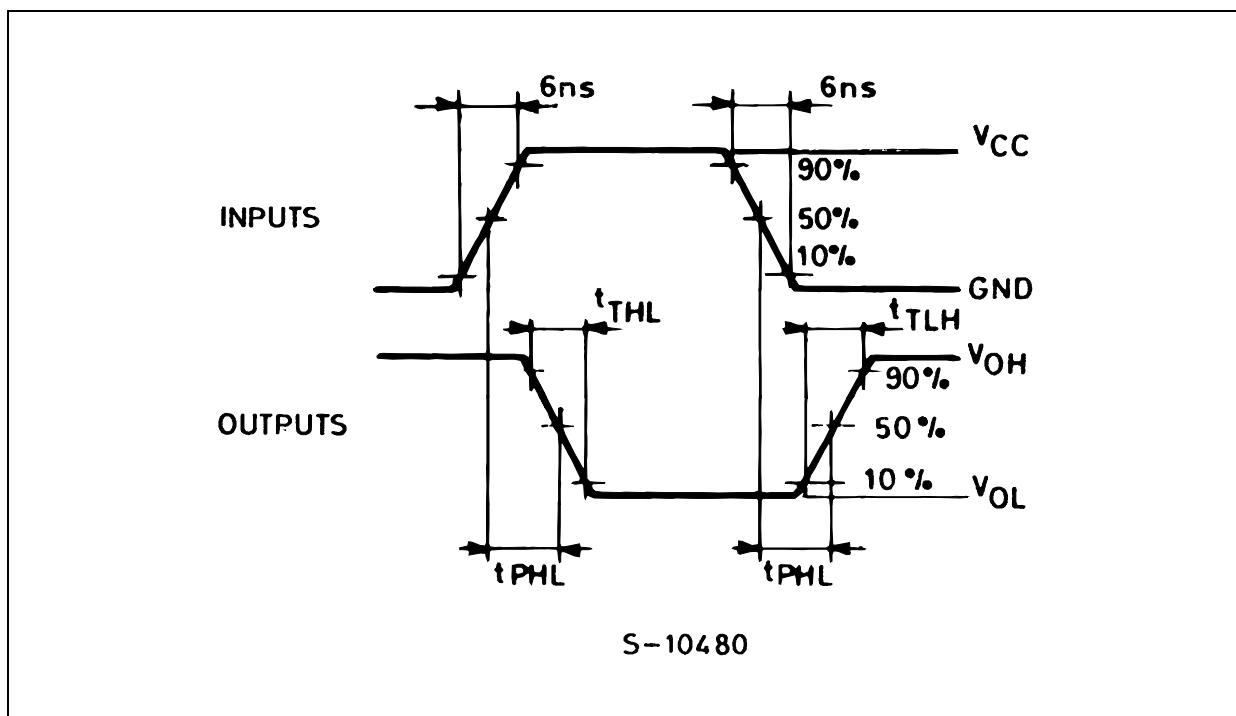 6ns 6ns
VCC
90%
INPUTS 50%
10%
GND
tTHL tTLH
VOH
90%
OUTPUTS 50%
10% VOL
tPHL tPHL
S-10480